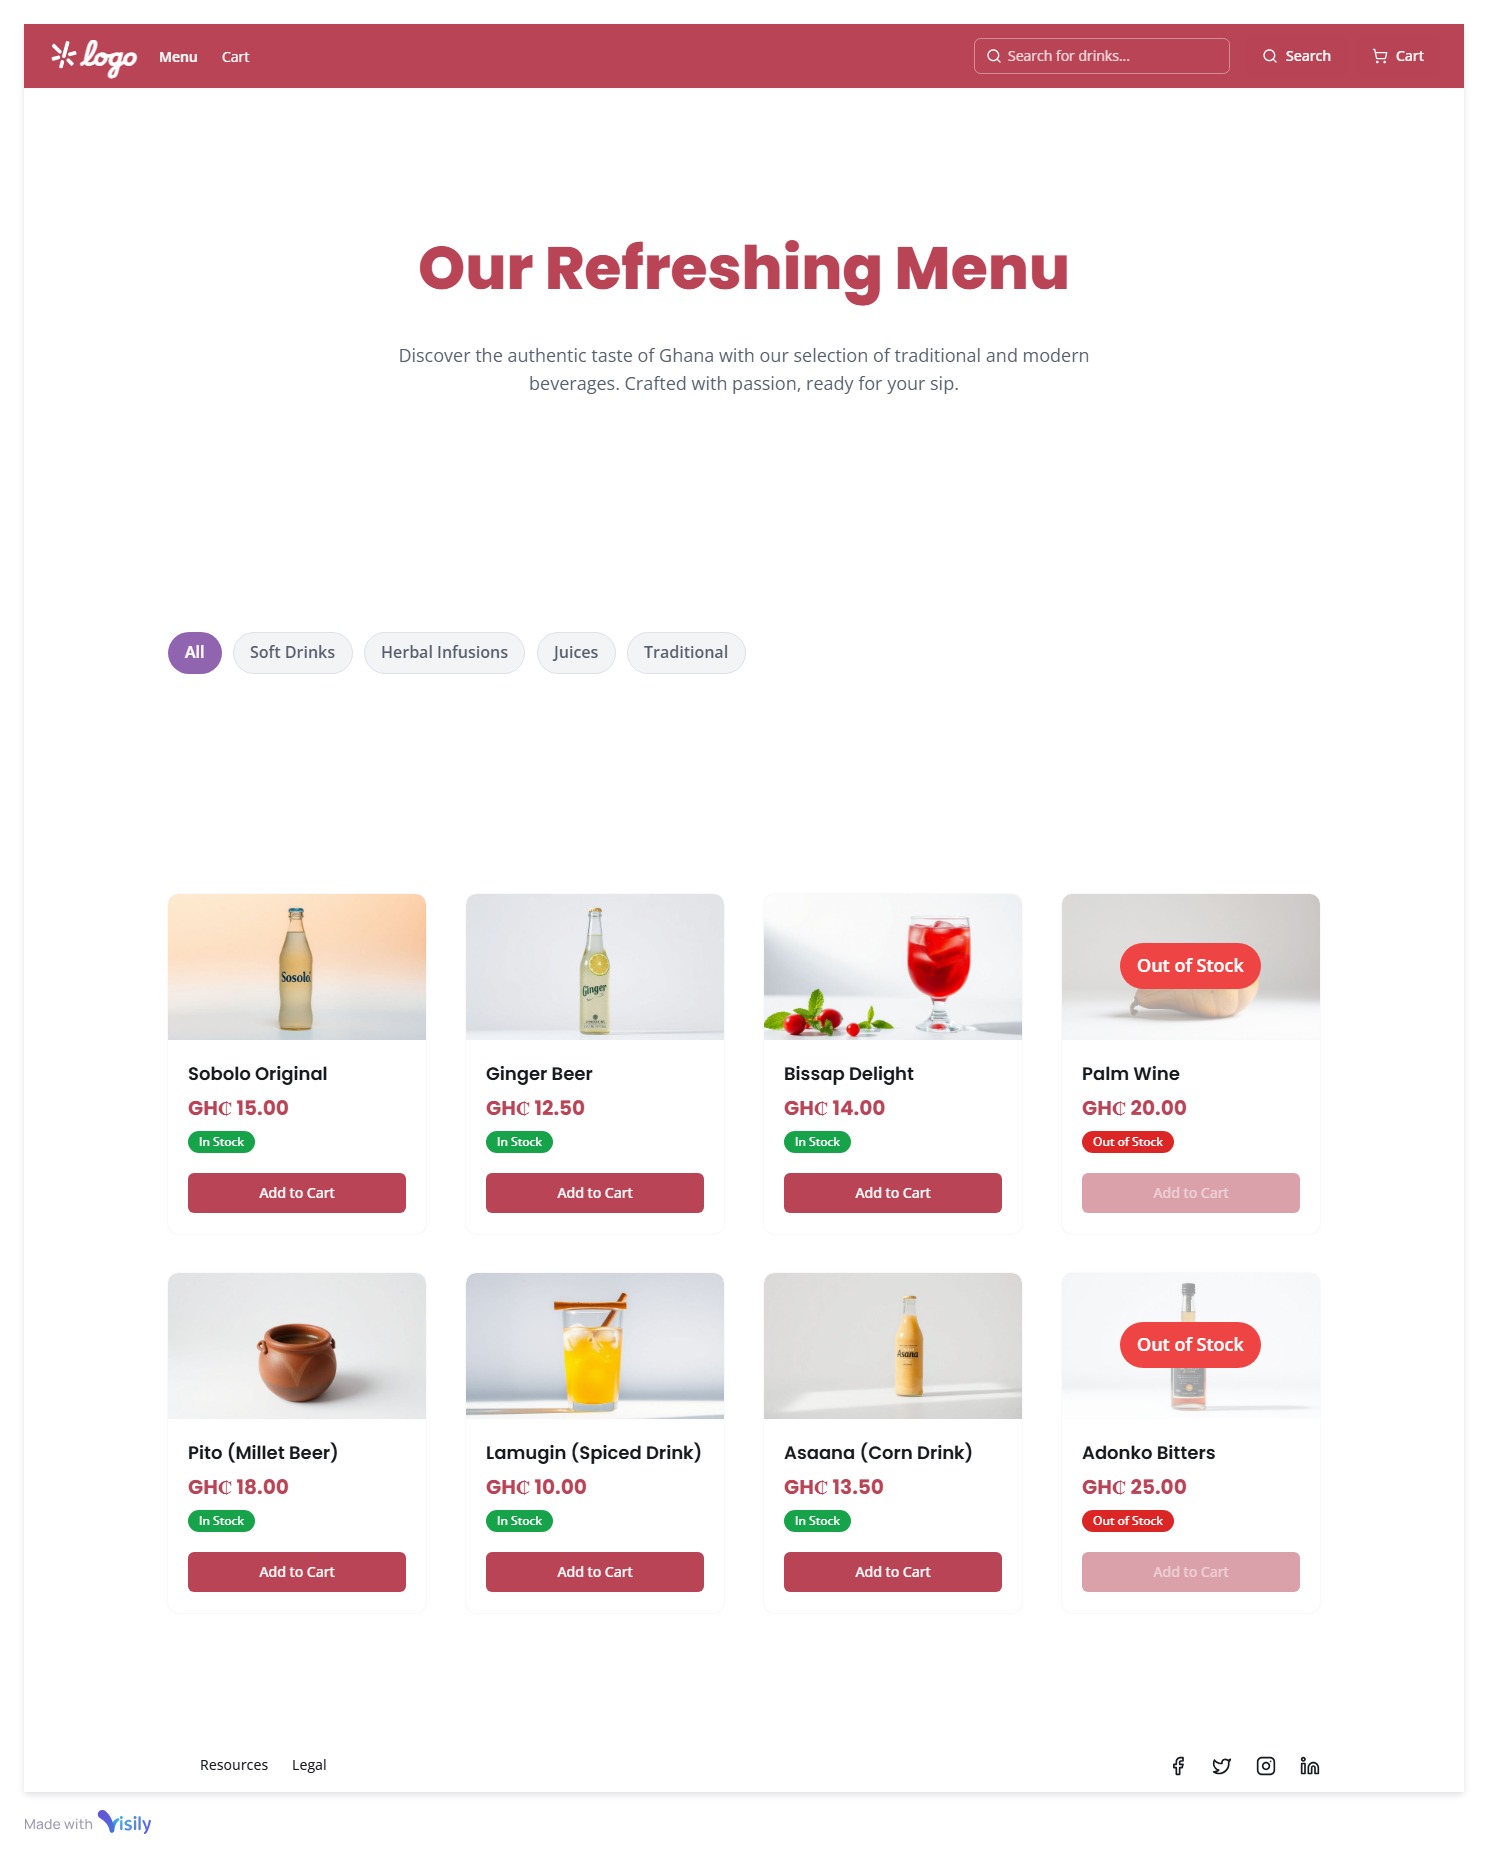 logo Menu Cart Search for drinks... Search Cart
Our Refreshing Menu
Discover the authentic taste of Ghana with our selection of traditional and modern
beverages. Crafted with passion, ready for your sip.
All Soft Drinks Herbal Infusions Juices Traditional
Sosolo
Ginger
Out of Stock
Sobolo Original
GH₵ 15.00
In Stock
Add to Cart
Ginger Beer
GH₵ 12.50
In Stock
Add to Cart
Bissap Delight
GH₵ 14.00
In Stock
Add to Cart
Palm Wine
GH₵ 20.00
Out of Stock
Add to Cart
Asana
Out of Stock
Pito (Millet Beer)
GH₵ 18.00
In Stock
Add to Cart
Lamugin (Spiced Drink)
GH₵ 10.00
In Stock
Add to Cart
Asaana (Corn Drink)
GH₵ 13.50
In Stock
Add to Cart
Adonko Bitters
GH₵ 25.00
Out of Stock
Add to Cart
Resources Legal
Made with Visily